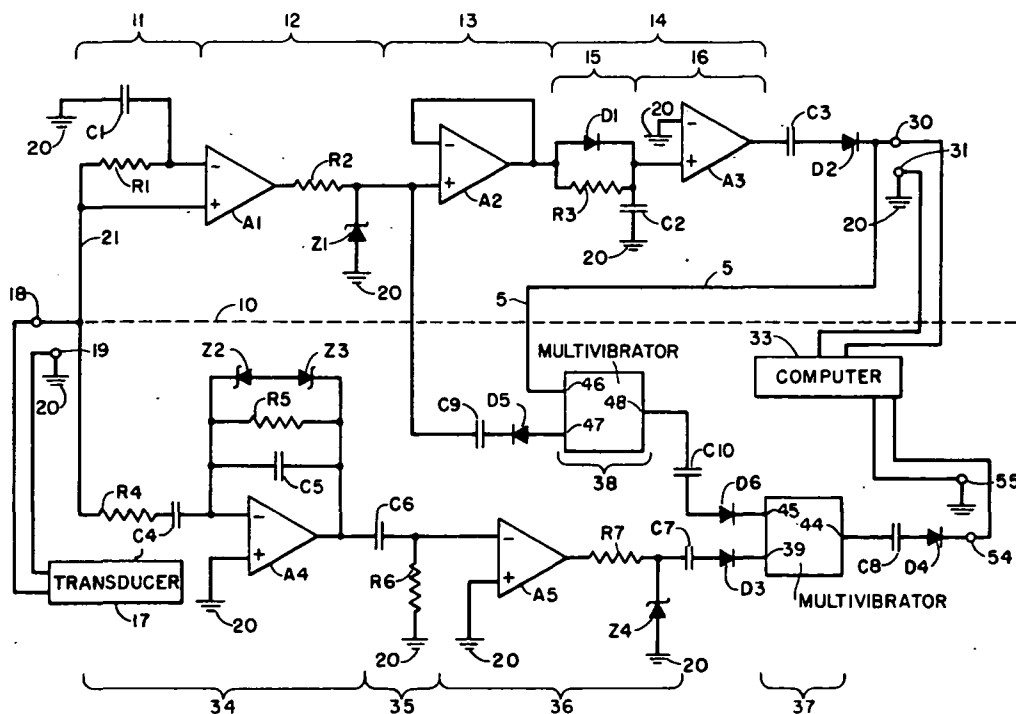 11 12 13 14
15 16
20 C1 D1 20 C3 30
R1 R2 A2 A3 D2 31
A1 R3 C2 20
21 Z1 20
20
18 10 5 5
19 Z2 Z3 MULTIVIBRATOR 33
20 R5 C9 D5 46 48 COMPUTER
47
C5 38 C10
R4 C6 D6 55
C4 R7 C7 45 44
TRANSDUCER A4 R6 A5 39 C8 D4 54
D3
17 20 Z4 MULTIVIBRATOR
20 20 20
34 35 36 37